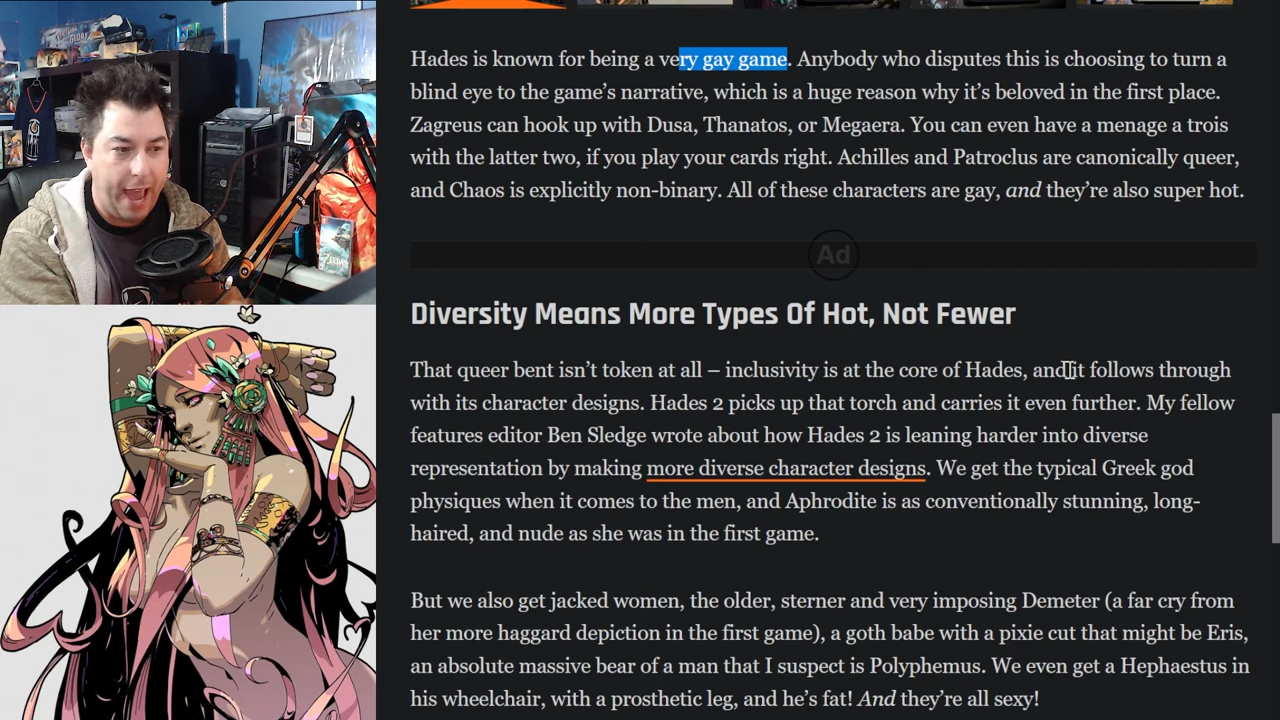 Hades is known for being a very gay game. Anybody who disputes this is choosing to turn a
blind eye to the game’s narrative, which is a huge reason why it’s beloved in the first place.
Zagreus can hook up with Dusa, Thanatos, or Megaera. You can even have a menage a trois
with the latter two, if you play your cards right. Achilles and Patroclus are canonically queer,
and Chaos is explicitly non-binary. All of these characters are gay, and they’re also super hot.
Ad
Diversity Means More Types Of Hot, Not Fewer
That queer bent isn’t token at all – inclusivity is at the core of Hades, and it follows through
with its character designs. Hades 2 picks up that torch and carries it even further. My fellow
features editor Ben Sledge wrote about how Hades 2 is leaning harder into diverse
representation by making more diverse character designs. We get the typical Greek god
physiques when it comes to the men, and Aphrodite is as conventionally stunning, long-
haired, and nude as she was in the first game.
But we also get jacked women, the older, sterner and very imposing Demeter (a far cry from
her more haggard depiction in the first game), a goth babe with a pixie cut that might be Eris,
an absolute massive bear of a man that I suspect is Polyphemus. We even get a Hephaestus in
his wheelchair, with a prosthetic leg, and he’s fat! And they’re all sexy!
ZELDA